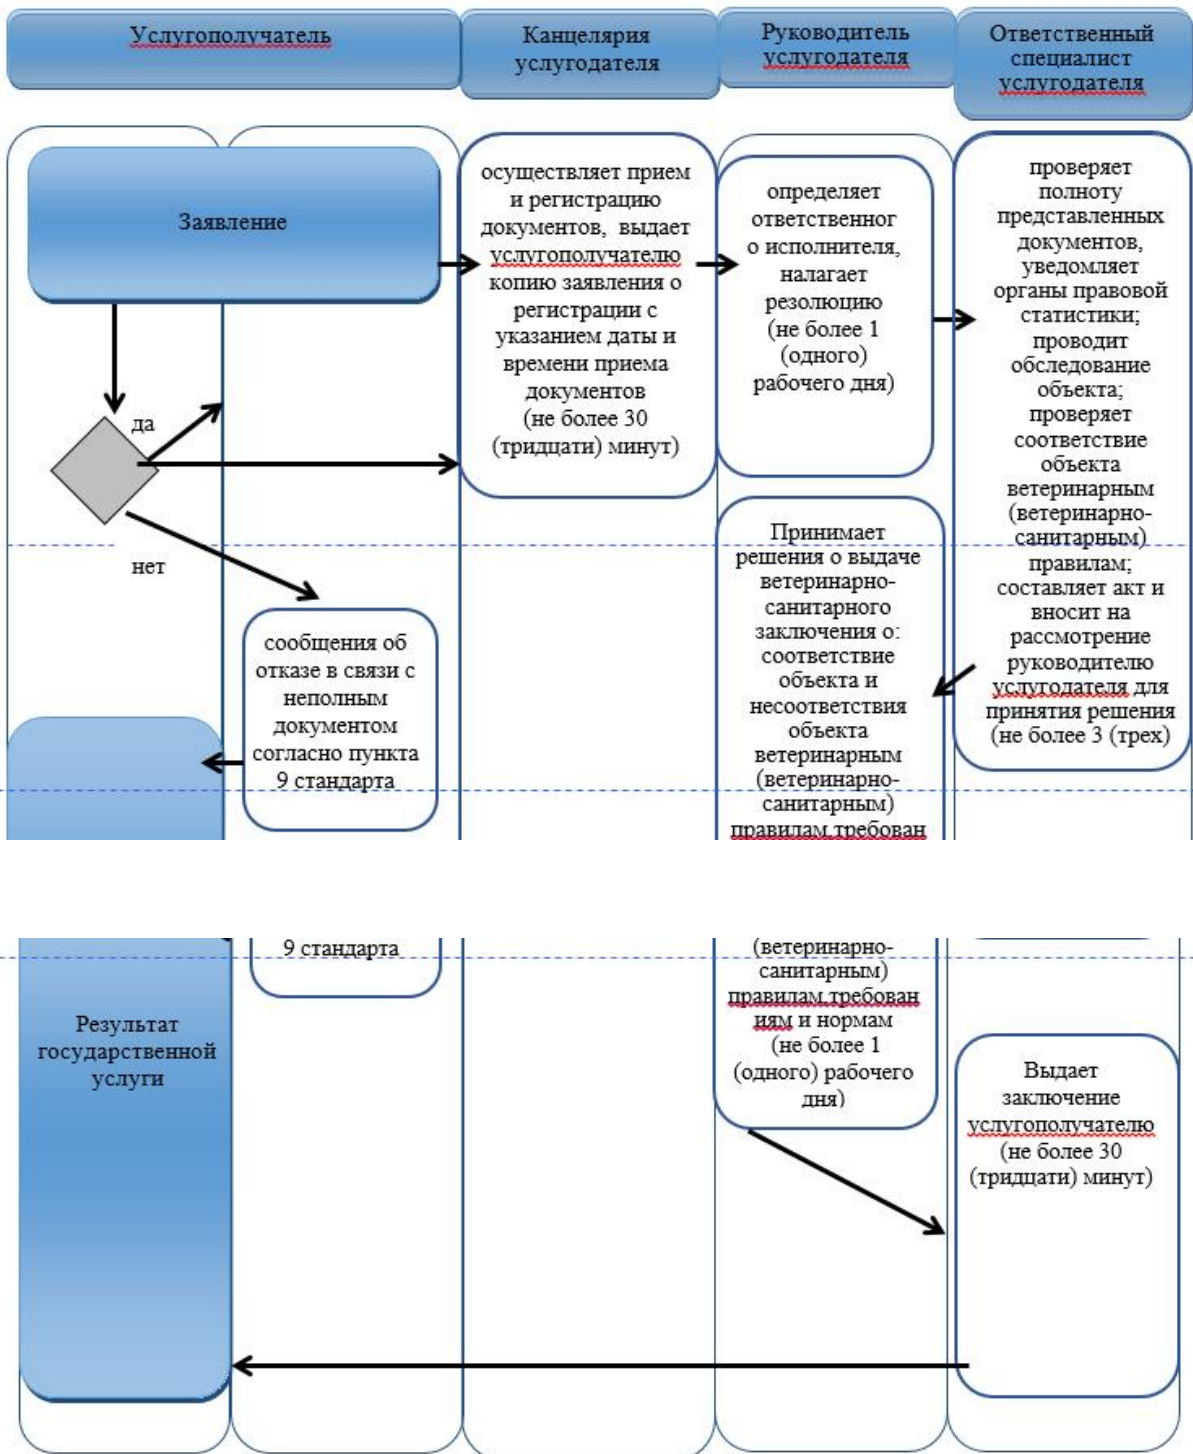 Услугополучатель
Канцелярия
услугодателя
Руководитель
услугодателя
Ответственный
специалист
услугодателя
Заявление
да
нет
сообщения об
отказе в связи с
неполным
документом
согласно пункта
9 стандарта
осуществляет прием
и регистрацию
документов, выдает
услугополучателю
копию заявления о
регистрации с
указанием даты и
времени приема
документов
(не более 30
(тридцати) минут)
определяет
ответственног
о исполнителя,
налагает
резолюцию
(не более 1
(одного)
рабочего дня)
Принимает
решения о выдаче
ветеринарно-
санитарного
заключения о:
соответствие
объекта и
несоответствия
объекта
ветеринарным
(ветеринарно-
санитарным)
правилам,требован
проверяет
полноту
представленных
документов,
уведомляет
органы правовой
статистики;
проводит
обследование
объекта;
проверяет
соответствие
объекта
ветеринарным
(ветеринарно-
санитарным)
правилам;
составляет акт и
вносит на
рассмотрение
руководителю
услугодателя для
принятия решения
(не более 3 (трех)
Результат
государственной
услуги
9 стандарта
(ветеринарно-
санитарным)
правилам,требован
иям и нормам
(не более 1
(одного) рабочего
дня)
Выдает
заключение
услугополучателю
(не более 30
(тридцати) минут)